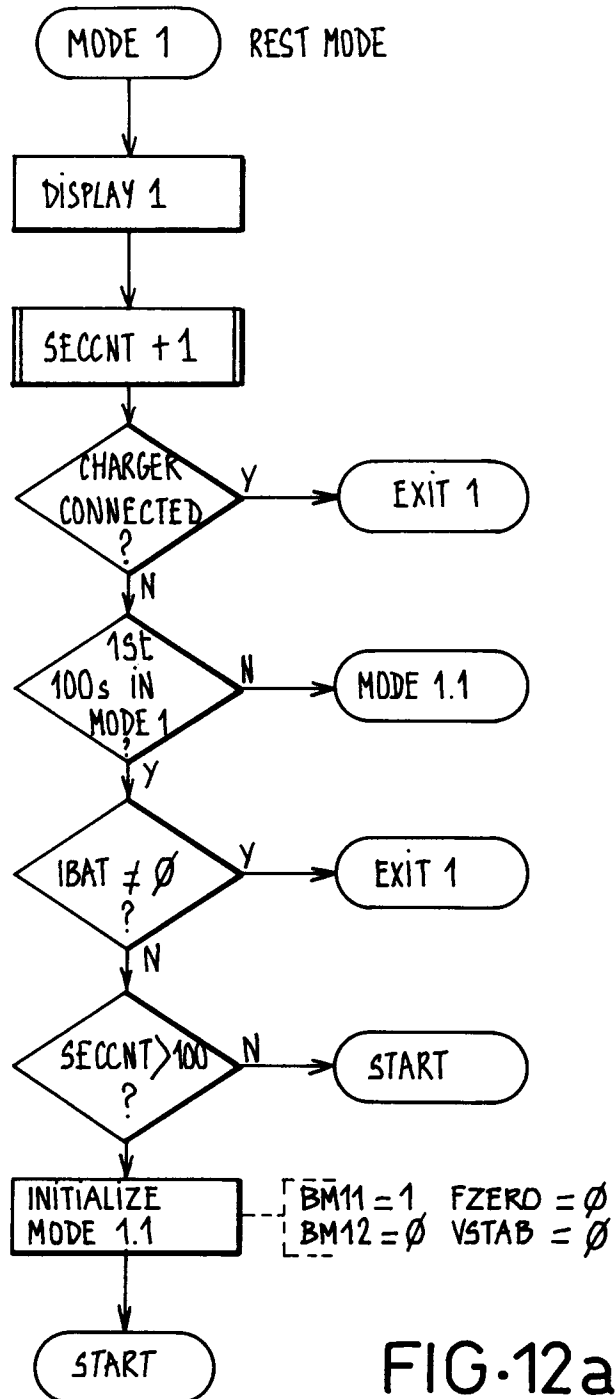 MODE 1 REST MODE
DISPLAY 1
SECCNT +1
CHARGER
CONNECTED
?
Y
EXIT 1
N
1st
100s IN
MODE 1
?
N
MODE 1.1
Y
IBAT ≠ Ø
?
Y
EXIT 1
N
SECCNT>100
?
N
START
INITIALIZE
MODE 1.1
BM11 = 1 FZERO = Ø
BM12 = Ø VSTAB = Ø
START
FIG.12a